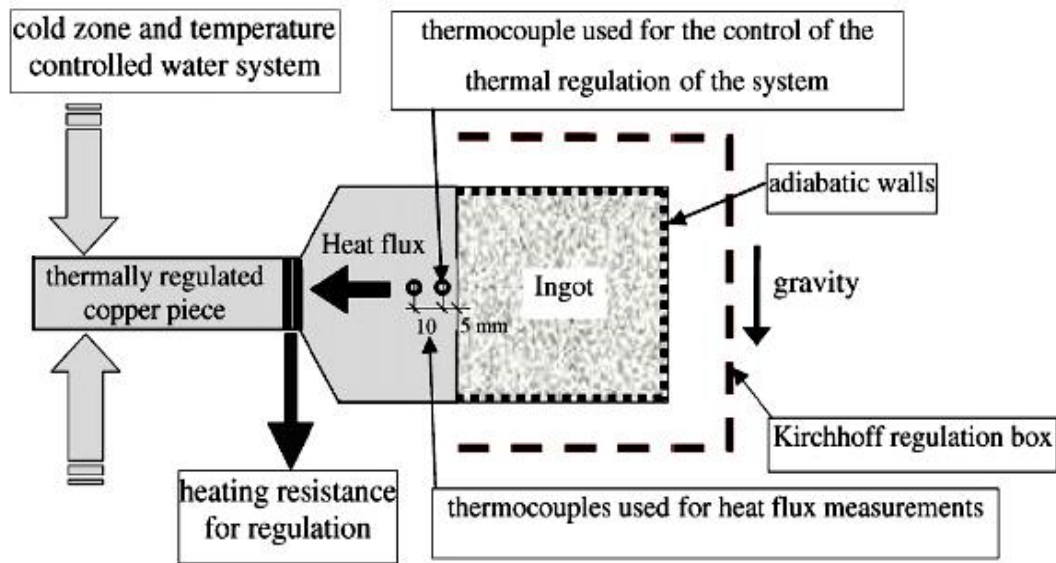 cold zone and temperature
controlled water system
thermocouple used for the control of the
thermal regulation of the system
adiabatic walls
Heat flux
thermally regulated
copper piece
Ingot
gravity
10
5 mm
Kirchhoff regulation box
heating resistance
for regulation
thermocouples used for heat flux measurements